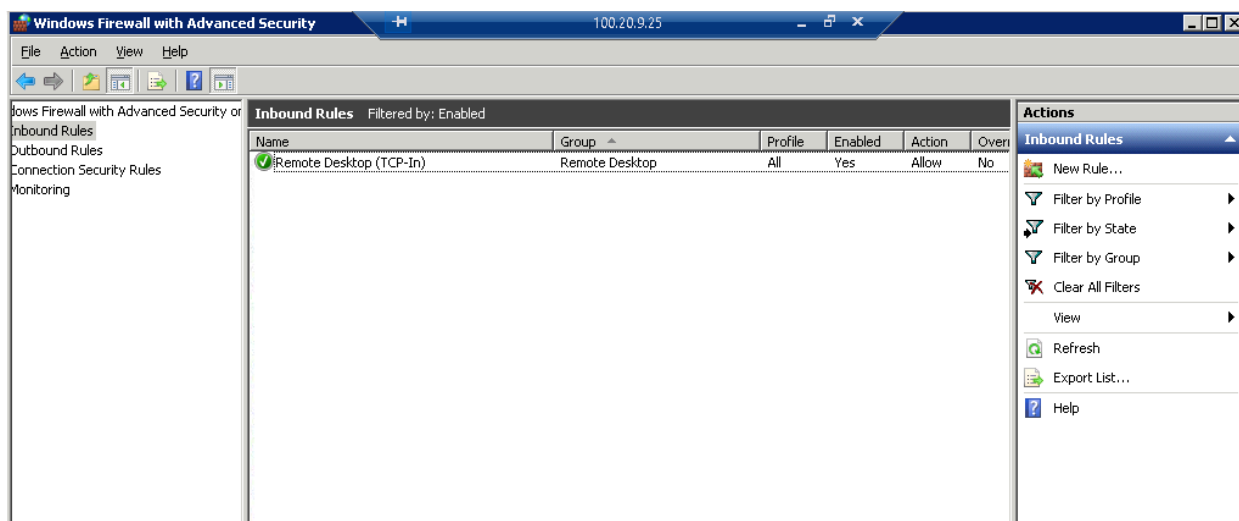 Windows Firewall with Advanced Security
100.20.9.25
File Action View Help
dows Firewall with Advanced Security or
Inbound Rules
Outbound Rules
Connection Security Rules
Monitoring
Inbound Rules Filtered by: Enabled
Name Group Profile Enabled Action Overr
Remote Desktop (TCP-In) Remote Desktop All Yes Allow No
Actions
Inbound Rules
New Rule...
Filter by Profile
Filter by State
Filter by Group
Clear All Filters
View
Refresh
Export List...
Help